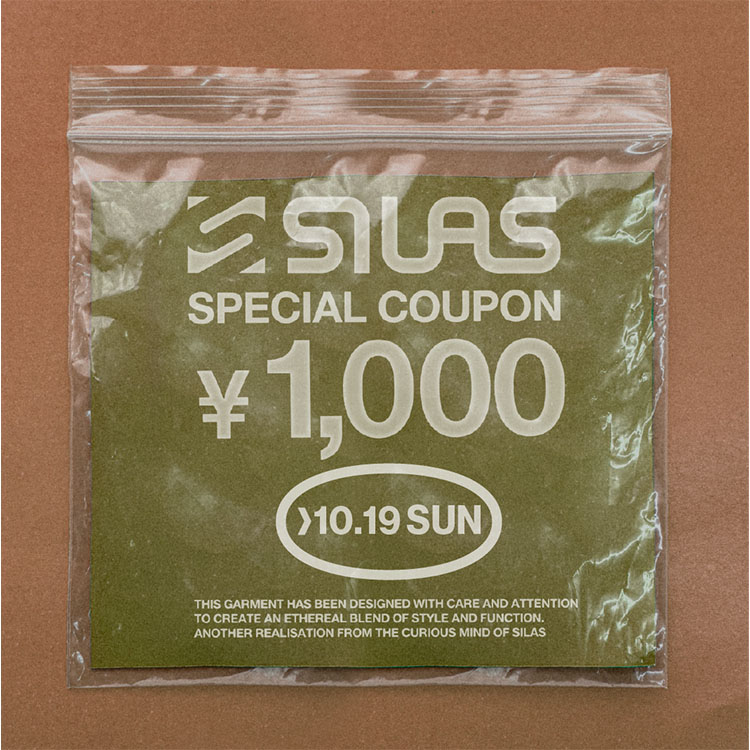 SILAS
SPECIAL COUPON
¥1,000
❭10.19 SUN
THIS GARMENT HAS BEEN DESIGNED WITH CARE AND ATTENTION
TO CREATE AN ETHEREAL BLEND OF STYLE AND FUNCTION.
ANOTHER REALISATION FROM THE CURIOUS MIND OF SILAS